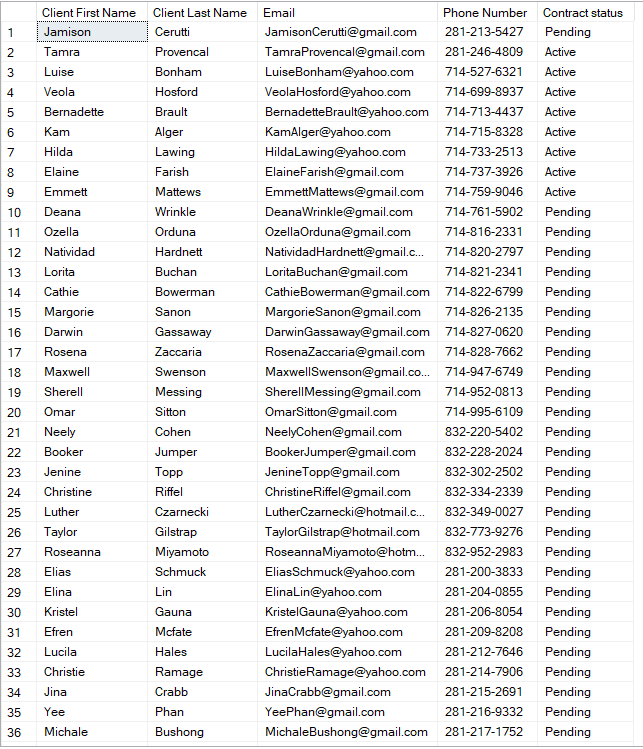 Client First Name Client Last Name Email Phone Number Contract status
1 Jamison Cerutti JamisonCerutti@gmail.com 281-213-5427 Pending
2 Tamra Provencal TamraProvencal@gmail.com 281-246-4809 Active
3 Luise Bonham LuiseBonham@yahoo.com 714-527-6321 Active
4 Veola Hosford VeolaHosford@yahoo.com 714-699-8937 Active
5 Bernadette Brault BernadetteBrault@yahoo.com 714-713-4437 Active
6 Kam Alger KamAlger@yahoo.com 714-715-8328 Active
7 Hilda Lawing HildaLawing@yahoo.com 714-733-2513 Active
8 Elaine Farish ElaineFarish@gmail.com 714-737-3926 Active
9 Emmett Mattews EmmettMattews@gmail.com 714-759-9046 Active
10 Deana Wrinkle DeanaWrinkle@gmail.com 714-761-5902 Pending
11 Ozella Orduna OzellaOrduna@gmail.com 714-816-2331 Pending
12 Natividad Hardnett NatividadHardnett@gmail.c... 714-820-2797 Pending
13 Lorita Buchan LoritaBuchan@gmail.com 714-821-2341 Pending
14 Cathie Bowerman CathieBowerman@gmail.com 714-822-6799 Pending
15 Margorie Sanon MargorieSanon@gmail.com 714-826-2135 Pending
16 Darwin Gassaway DarwinGassaway@gmail.com 714-827-0620 Pending
17 Rosena Zaccaria RosenaZaccaria@gmail.com 714-828-7662 Pending
18 Maxwell Swenson MaxwellSwenson@gmail.co... 714-947-6749 Pending
19 Sherell Messing SherellMessing@gmail.com 714-952-0813 Pending
20 Omar Sitton OmarSitton@gmail.com 714-995-6109 Pending
21 Neely Cohen NeelyCohen@gmail.com 832-220-5402 Pending
22 Booker Jumper BookerJumper@gmail.com 832-228-2024 Pending
23 Jenine Topp JenineTopp@gmail.com 832-302-2502 Pending
24 Christine Riffel ChristineRiffel@gmail.com 832-334-2339 Pending
25 Luther Czarnecki LutherCzarnecki@hotmail.c... 832-349-0027 Pending
26 Taylor Gilstrap TaylorGilstrap@hotmail.com 832-773-9276 Pending
27 Roseanna Miyamoto RoseannaMiyamoto@hotm... 832-952-2983 Pending
28 Elias Schmuck EliasSchmuck@yahoo.com 281-200-3833 Pending
29 Elina Lin ElinaLin@yahoo.com 281-204-0855 Pending
30 Kristel Gauna KristelGauna@yahoo.com 281-206-8054 Pending
31 Efren Mcfate EfrenMcfate@yahoo.com 281-209-8208 Pending
32 Lucila Hales LucilaHales@yahoo.com 281-212-7646 Pending
33 Christie Ramage ChristieRamage@yahoo.com 281-214-7906 Pending
34 Jina Crabb JinaCrabb@gmail.com 281-215-2691 Pending
35 Yee Phan YeePhan@gmail.com 281-216-9332 Pending
36 Michale Bushong MichaleBushong@gmail.com 281-217-1752 Pending